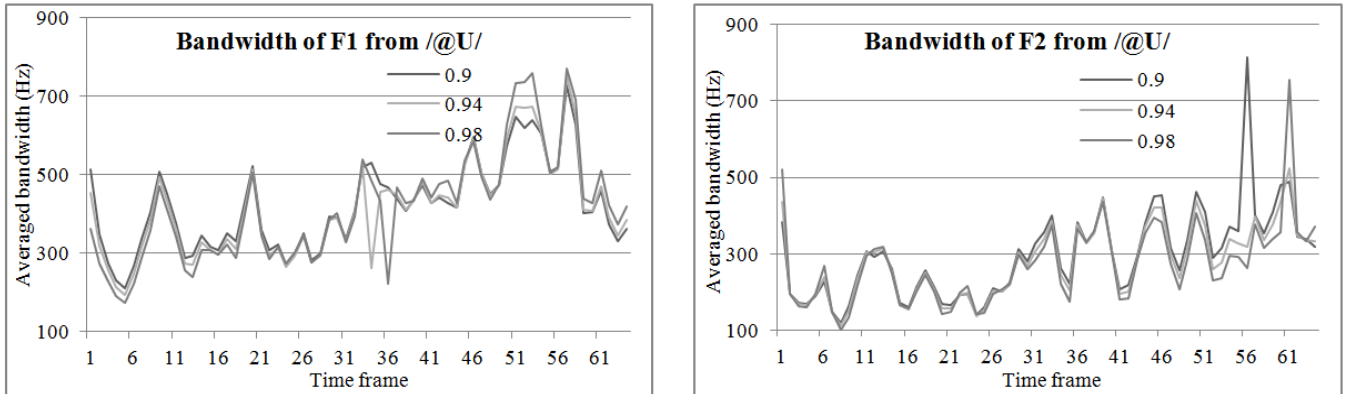 Bandwidth of F1 from /@U/
0.9
0.94
0.98
Averaged bandwidth (Hz)
900
700
500
300
100
1 6 11 16 21 26 31 36 41 46 51 56 61
Time frame
Bandwidth of F2 from /@U/
0.9
0.94
0.98
Averaged bandwidth (Hz)
900
700
500
300
100
1 6 11 16 21 26 31 36 41 46 51 56 61
Time frame